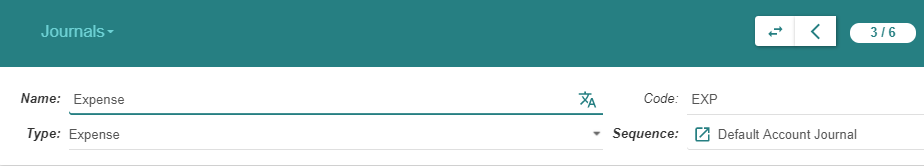 Journals
3 / 6
Name: Expense Code: EXP
Type: Expense Sequence: Default Account Journal